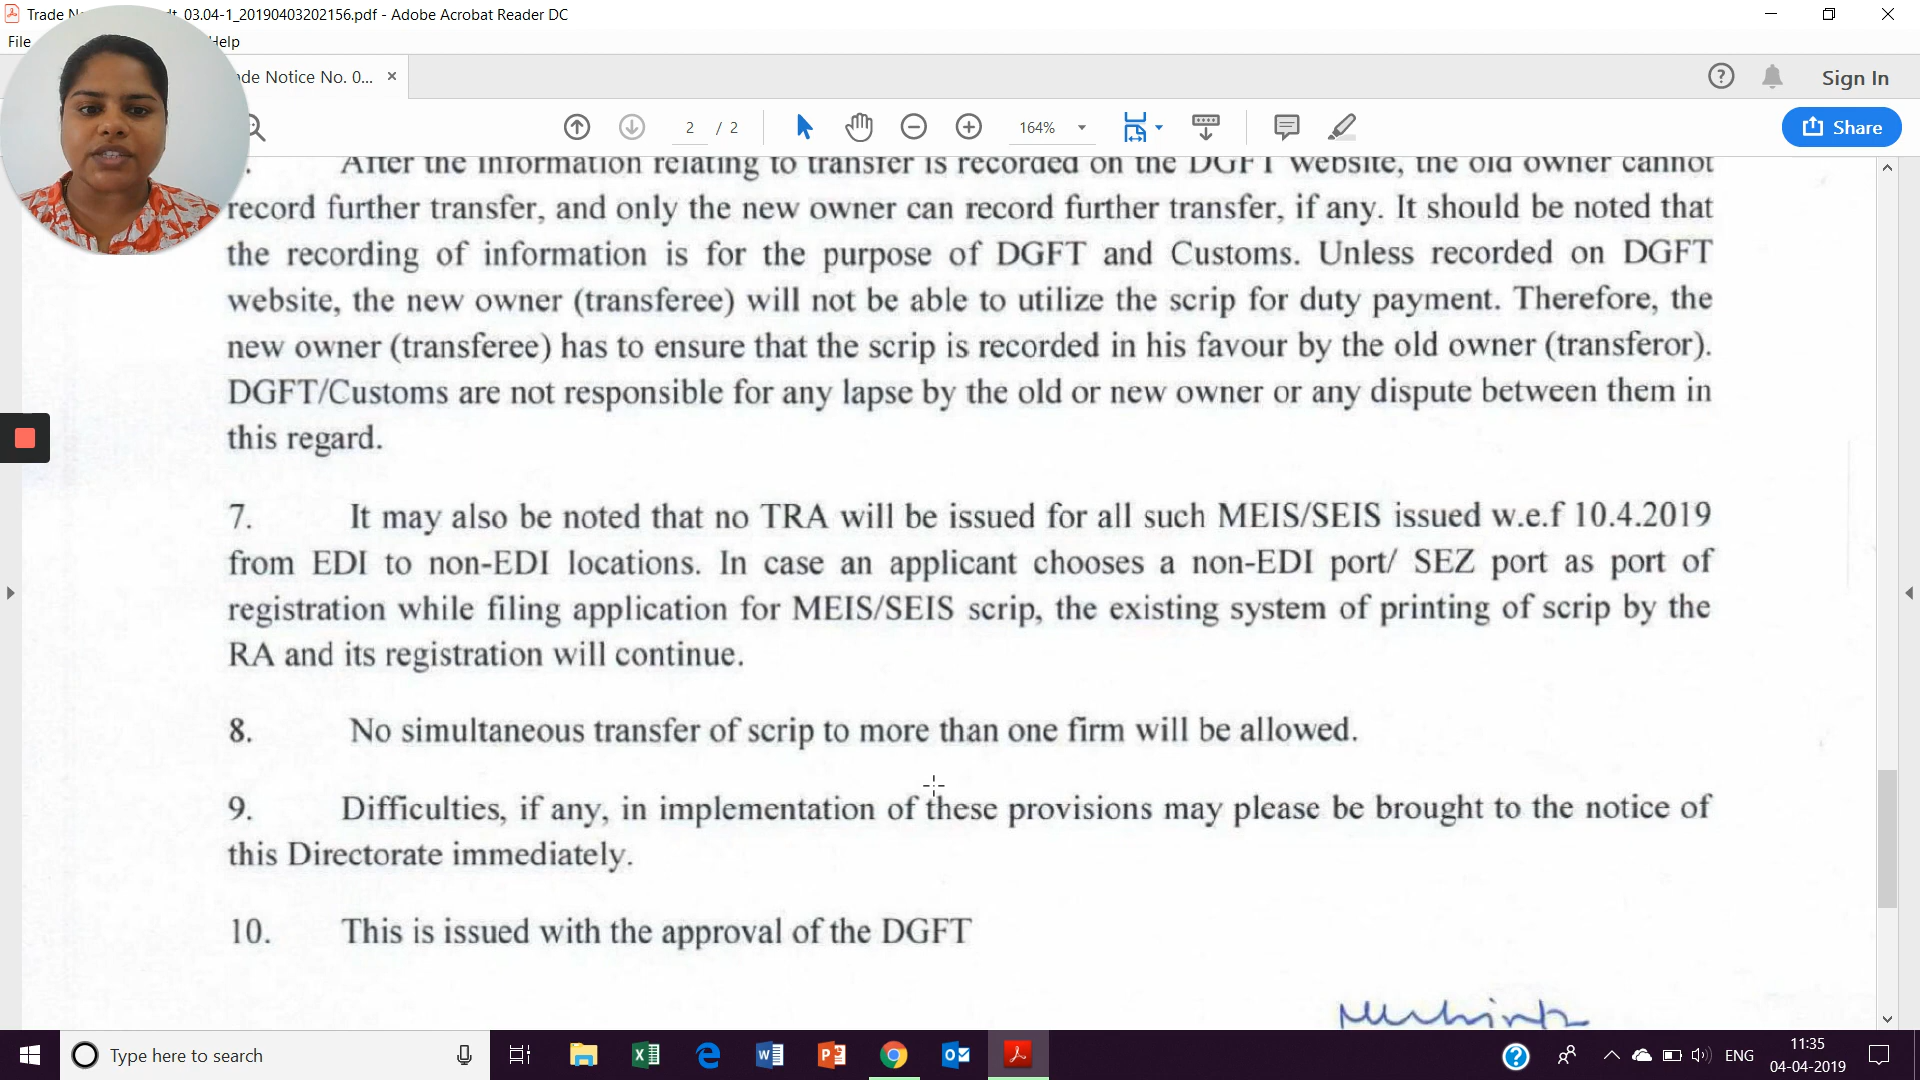 Trade N
dt_03.04-1_20190403202156.pdf - Adobe Acrobat Reader DC
File
Help
de Notice No. 0...
Sign In
2 / 2
164%
Share
After the information relating to transfer is recorded on the DGFT website, the old owner cannot
record further transfer, and only the new owner can record further transfer, if any. It should be noted that
the recording of information is for the purpose of DGFT and Customs. Unless recorded on DGFT
website, the new owner (transferee) will not be able to utilize the scrip for duty payment. Therefore, the
new owner (transferee) has to ensure that the scrip is recorded in his favour by the old owner (transferor).
DGFT/Customs are not responsible for any lapse by the old or new owner or any dispute between them in
this regard.
7. It may also be noted that no TRA will be issued for all such MEIS/SEIS issued w.e.f 10.4.2019
from EDI to non-EDI locations. In case an applicant chooses a non-EDI port/ SEZ port as port of
registration while filing application for MEIS/SEIS scrip, the existing system of printing of scrip by the
RA and its registration will continue.
8. No simultaneous transfer of scrip to more than one firm will be allowed.
9. Difficulties, if any, in implementation of these provisions may please be brought to the notice of
this Directorate immediately.
10. This is issued with the approval of the DGFT
Type here to search
ENG
11:35
04-04-2019